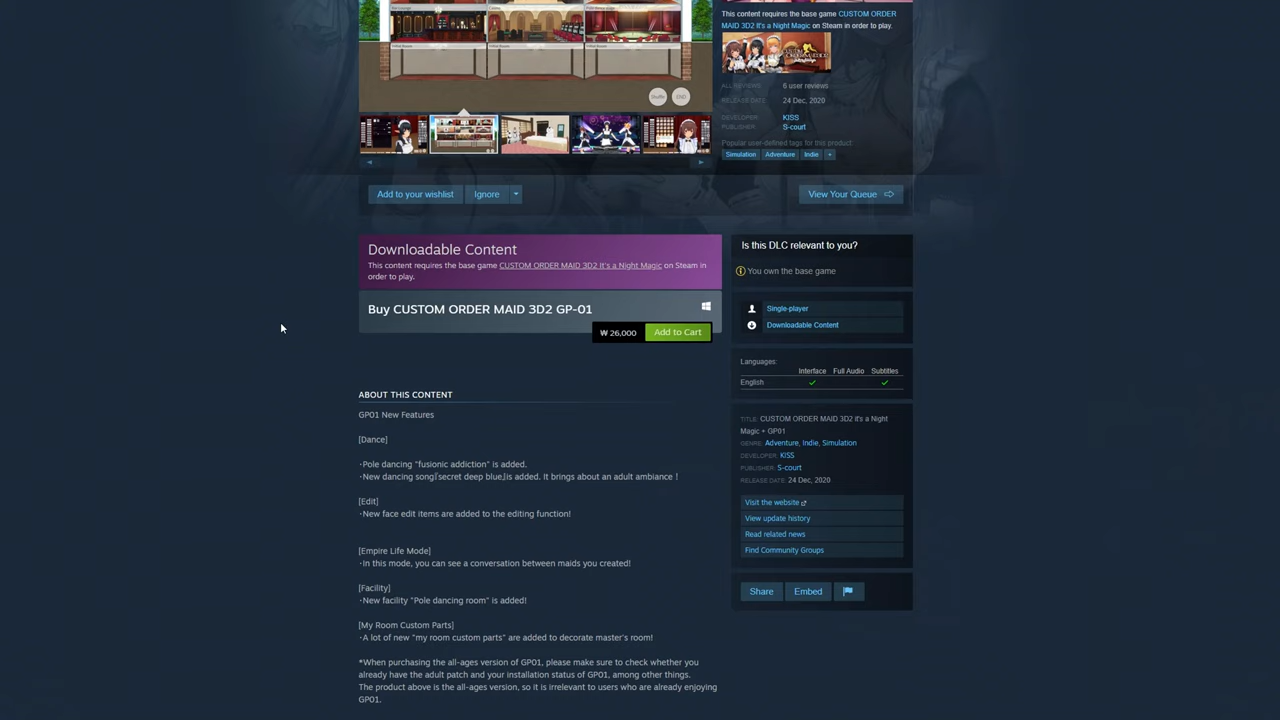 This content requires the base game CUSTOM ORDER
MAID 3D2 It's a Night Magic on Steam in order to play.
ALL REVIEWS: 6 user reviews
RELEASE DATE: 24 Dec, 2020
DEVELOPER: KISS
PUBLISHER: S-court
Popular user-defined tags for this product:
Simulation Adventure Indie +
Shuffle END
Add to your wishlist Ignore View Your Queue
Downloadable Content
This content requires the base game CUSTOM ORDER MAID 3D2 It's a Night Magic on Steam in
order to play.
Buy CUSTOM ORDER MAID 3D2 GP-01
₩ 26,000 Add to Cart
ABOUT THIS CONTENT
GP01 New Features
[Dance]
・Pole dancing "fusionic addiction" is added.
・New dancing song「secret deep blue」is added. It brings about an adult ambiance！
[Edit]
・New face edit items are added to the editing function!
[Empire Life Mode]
・In this mode, you can see a conversation between maids you created!
[Facility]
・New facility "Pole dancing room" is added!
[My Room Custom Parts]
・A lot of new "my room custom parts" are added to decorate master's room!
*When purchasing the all-ages version of GP01, please make sure to check whether you
already have the adult patch and your installation status of GP01, among other things.
The product above is the all-ages version, so it is irrelevant to users who are already enjoying
GP01.
Is this DLC relevant to you?
You own the base game
Single-player
Downloadable Content
Languages:
Interface Full Audio Subtitles
English ✓ ✓
TITLE: CUSTOM ORDER MAID 3D2 It's a Night
Magic + GP01
GENRE: Adventure, Indie, Simulation
DEVELOPER: KISS
PUBLISHER: S-court
RELEASE DATE: 24 Dec, 2020
Visit the website
View update history
Read related news
Find Community Groups
Share Embed